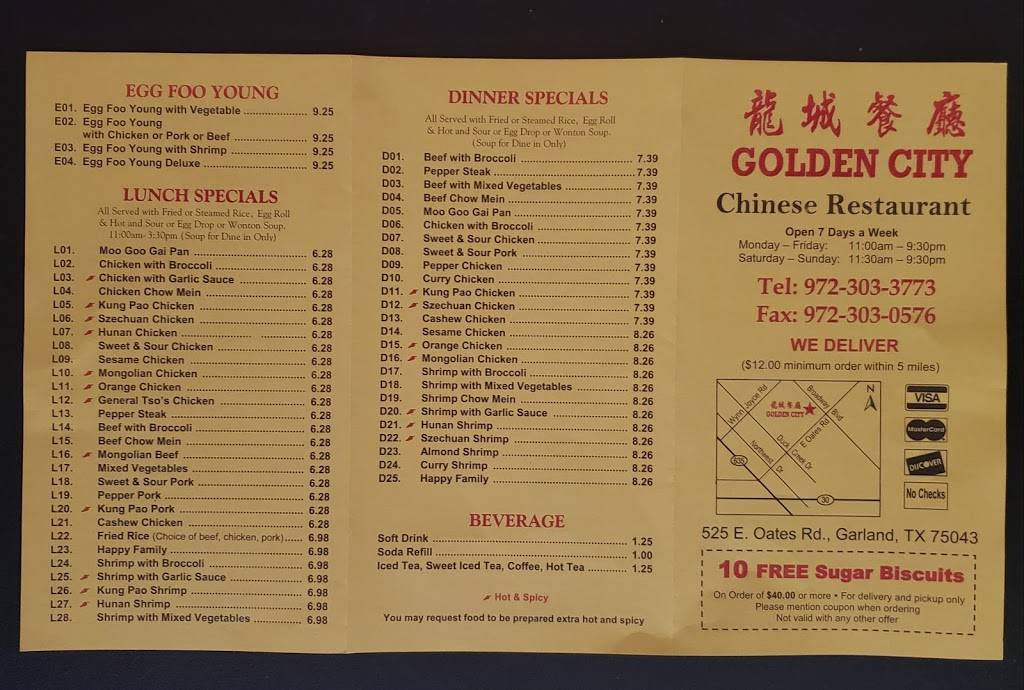 EGG FOO YOUNG
E01. Egg Foo Young with Vegetable 9.25
E02. Egg Foo Young
with Chicken or Pork or Beef 9.25
E03. Egg Foo Young with Shrimp 9.25
E04. Egg Foo Young Deluxe 9.25
LUNCH SPECIALS
All Served with Fried or Steamed Rice, Egg Roll
& Hot and Sour or Egg Drop or Wonton Soup.
11:00am- 3:30pm (Soup for Dine in Only)
L01. Moo Goo Gai Pan 6.28
L02. Chicken with Broccoli 6.28
L03. Chicken with Garlic Sauce 6.28
L04. Chicken Chow Mein 6.28
L05. Kung Pao Chicken 6.28
L06. Szechuan Chicken 6.28
L07. Hunan Chicken 6.28
L08. Sweet & Sour Chicken 6.28
L09. Sesame Chicken 6.28
L10. Mongolian Chicken 6.28
L11. Orange Chicken 6.28
L12. General Tso's Chicken 6.28
L13. Pepper Steak 6.28
L14. Beef with Broccoli 6.28
L15. Beef Chow Mein 6.28
L16. Mongolian Beef 6.28
L17. Mixed Vegetables 6.28
L18. Sweet & Sour Pork 6.28
L19. Pepper Pork 6.28
L20. Kung Pao Pork 6.28
L21. Cashew Chicken 6.28
L22. Fried Rice (Choice of beef, chicken, pork) 6.98
L23. Happy Family 6.98
L24. Shrimp with Broccoli 6.98
L25. Shrimp with Garlic Sauce 6.98
L26. Kung Pao Shrimp 6.98
L27. Hunan Shrimp 6.98
L28. Shrimp with Mixed Vegetables 6.98
DINNER SPECIALS
All Served with Fried or Steamed Rice, Egg Roll
& Hot and Sour or Egg Drop or Wonton Soup.
(Soup for Dine in Only)
D01. Beef with Broccoli 7.39
D02. Pepper Steak 7.39
D03. Beef with Mixed Vegetables 7.39
D04. Beef Chow Mein 7.39
D05. Moo Goo Gai Pan 7.39
D06. Chicken with Broccoli 7.39
D07. Sweet & Sour Chicken 7.39
D08. Sweet & Sour Pork 7.39
D09. Pepper Chicken 7.39
D10. Curry Chicken 7.39
D11. Kung Pao Chicken 7.39
D12. Szechuan Chicken 7.39
D13. Cashew Chicken 7.39
D14. Sesame Chicken 8.26
D15. Orange Chicken 8.26
D16. Mongolian Chicken 8.26
D17. Shrimp with Broccoli 8.26
D18. Shrimp with Mixed Vegetables 8.26
D19. Shrimp Chow Mein 8.26
D20. Shrimp with Garlic Sauce 8.26
D21. Hunan Shrimp 8.26
D22. Szechuan Shrimp 8.26
D23. Almond Shrimp 8.26
D24. Curry Shrimp 8.26
D25. Happy Family 8.26
BEVERAGE
Soft Drink 1.25
Soda Refill 1.00
Iced Tea, Sweet Iced Tea, Coffee, Hot Tea 1.25
Hot & Spicy
You may request food to be prepared extra hot and spicy
龍城餐廳
GOLDEN CITY
Chinese Restaurant
Open 7 Days a Week
Monday – Friday: 11:00am – 9:30pm
Saturday – Sunday: 11:30am – 9:30pm
Tel: 972-303-3773
Fax: 972-303-0576
WE DELIVER
($12.00 minimum order within 5 miles)
Wynn Joyce Rd
Broadway Blvd
N
龍城餐廳
GOLDEN CITY
E Oates Rd
Duck Creek Dr
Northwest Dr
635
30
VISA
MasterCard
DISCOVER
No Checks
525 E. Oates Rd., Garland, TX 75043
10 FREE Sugar Biscuits
On Order of $40.00 or more • For delivery and pickup only
Please mention coupon when ordering
Not valid with any other offer